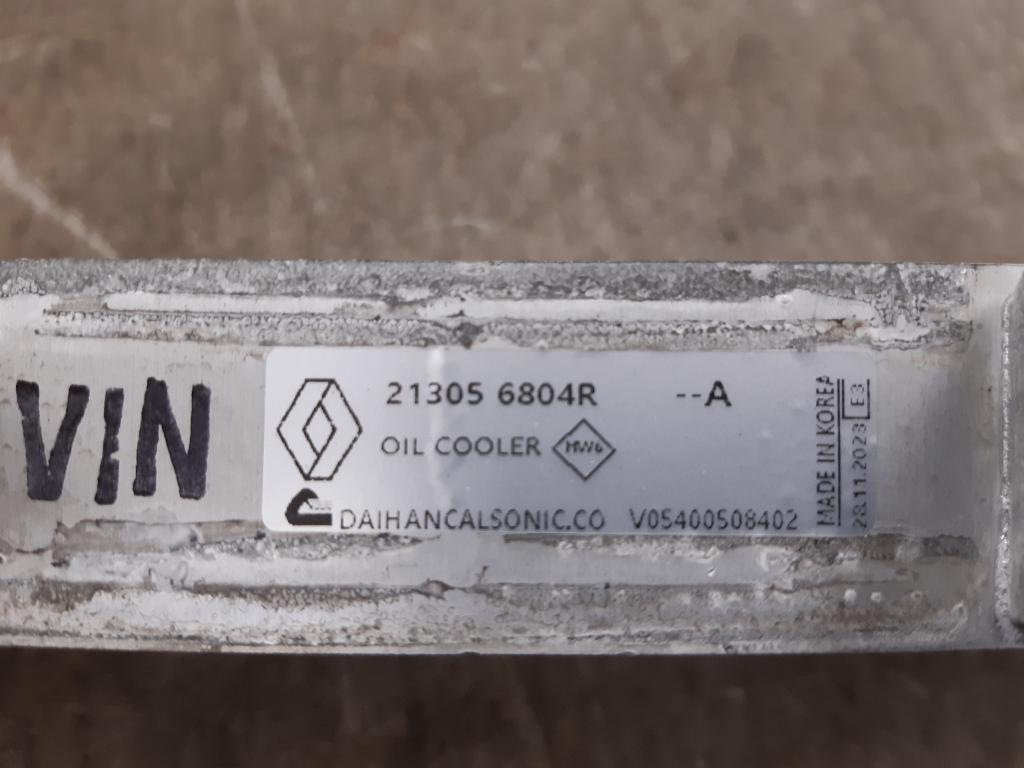 VIN
21305 6804R --A
OIL COOLER
DAIHANCALSONIC.CO V05400508402
MADE IN KOREA
28.11.2023 E3